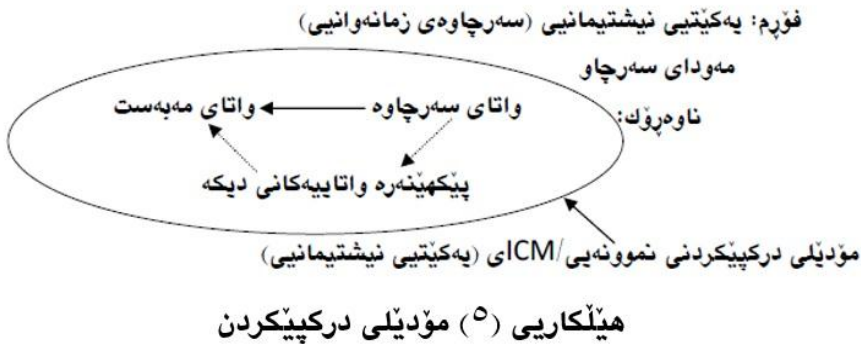 فۆڕم: یەکێتیی نیشتیمانیی (سەرچاوەی زمانەوانیی)
مەودای سەرچاو
ناوەڕۆك:
واتای سەرچاوە
واتای مەبەست
پێکهێنەرە واتاییەکانی دیکە
مۆدێلی درکپێکردنی نموونەیی/ICMای (یەکێتیی نیشتیمانیی)
هێڵکاریی (٥) مۆدێلی درکپێکردن